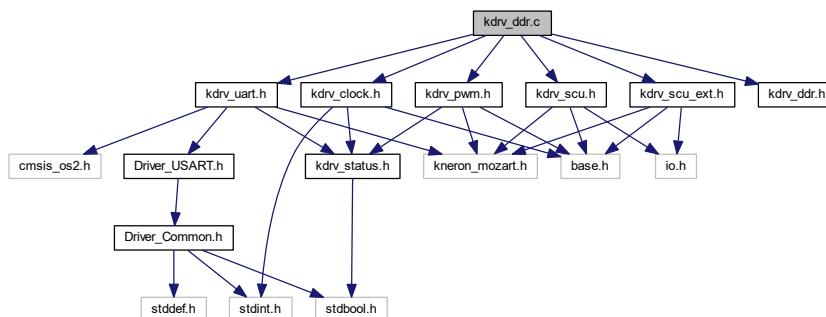 kdrv_ddr.c
kdrv_uart.h
kdrv_clock.h
kdrv_pwm.h
kdrv_scu.h
kdrv_scu_ext.h
kdrv_ddr.h
cmsis_os2.h
Driver_USART.h
kdrv_status.h
kneron_mozart.h
base.h
io.h
Driver_Common.h
stddef.h
stdint.h
stdbool.h